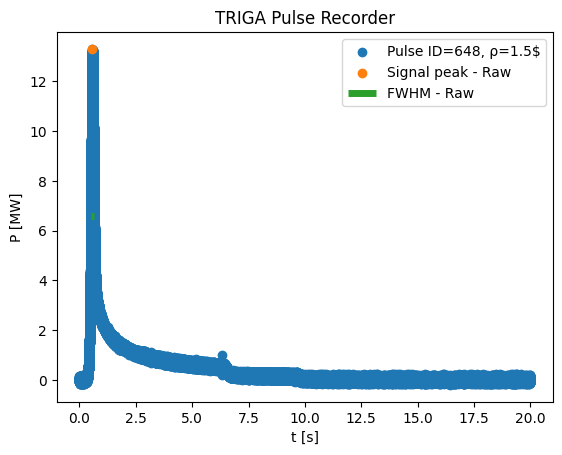 TRIGA Pulse Recorder
Pulse ID=648, ρ=1.5$
Signal peak - Raw
FWHM - Raw
P [MW]
12
10
8
6
4
2
0
0.0 2.5 5.0 7.5 10.0 12.5 15.0 17.5 20.0
t [s]